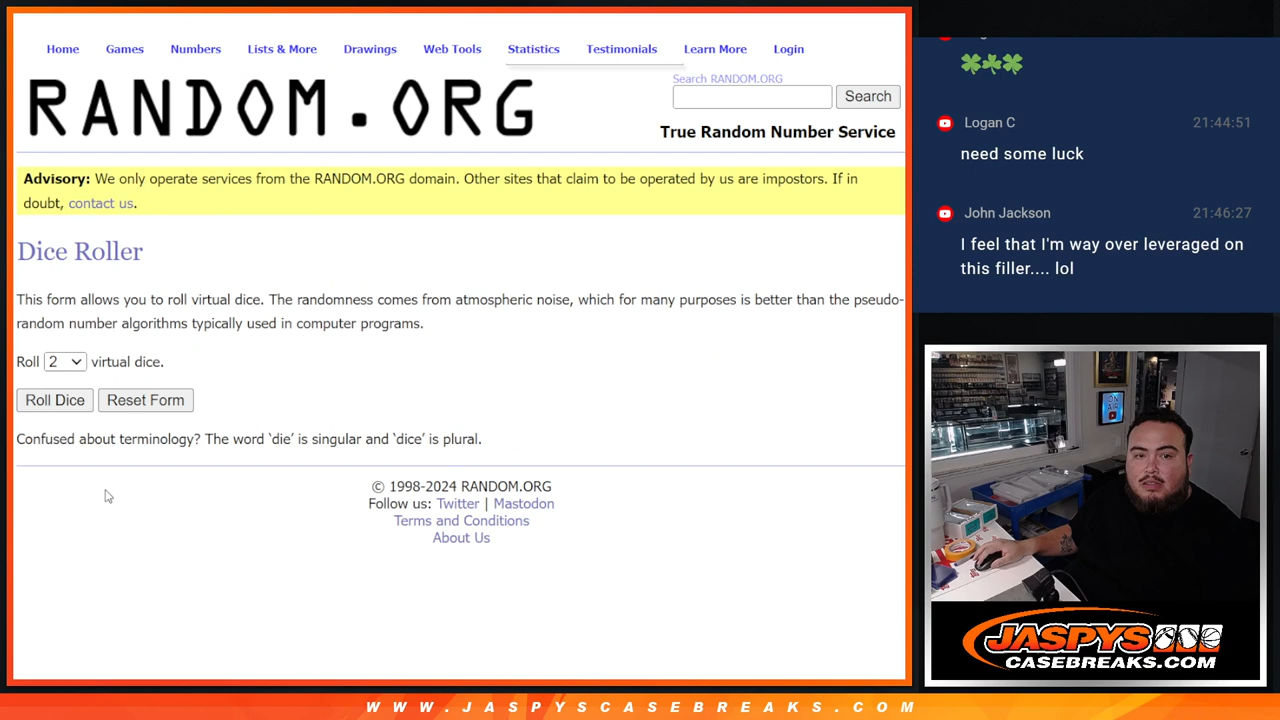 Home Games Numbers Lists & More Drawings Web Tools Statistics Testimonials Learn More Login
RANDOM.ORG
Search RANDOM.ORG
Search
True Random Number Service
Advisory: We only operate services from the RANDOM.ORG domain. Other sites that claim to be operated by us are impostors. If in
doubt, contact us.
Dice Roller
This form allows you to roll virtual dice. The randomness comes from atmospheric noise, which for many purposes is better than the pseudo-
random number algorithms typically used in computer programs.
Roll 2 virtual dice.
Roll Dice Reset Form
Confused about terminology? The word ‘die’ is singular and ‘dice’ is plural.
© 1998-2024 RANDOM.ORG
Follow us: Twitter | Mastodon
Terms and Conditions
About Us
Logan C 21:44:51
need some luck
John Jackson 21:46:27
I feel that I'm way over leveraged on
this filler.... lol
ON
AIR
JASPYS
CASEBREAKS.COM
WWW.JASPYSCASEBREAKS.COM